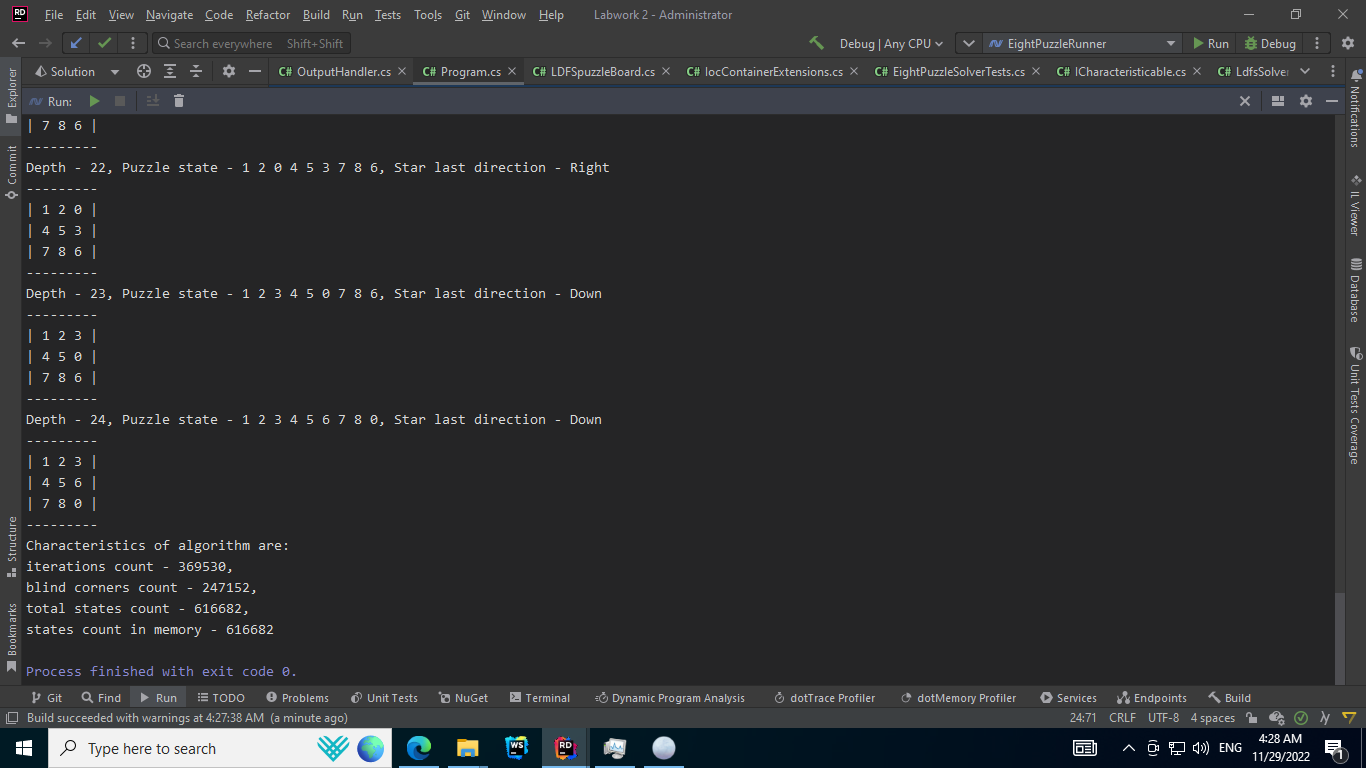 RD File Edit View Navigate Code Refactor Build Run Tests Tools Git Window Help Labwork 2 - Administrator
Search everywhere Shift+Shift Debug | Any CPU EightPuzzleRunner Run Debug
Explorer
Solution C# OutputHandler.cs C# Program.cs C# LDFSpuzzleBoard.cs C# IocContainerExtensions.cs C# EightPuzzleSolverTests.cs C# ICharacteristicable.cs C# LdfsSolver
Run:
| 7 8 6 |
---------
Depth - 22, Puzzle state - 1 2 0 4 5 3 7 8 6, Star last direction - Right
---------
| 1 2 0 |
| 4 5 3 |
| 7 8 6 |
---------
Depth - 23, Puzzle state - 1 2 3 4 5 0 7 8 6, Star last direction - Down
---------
| 1 2 3 |
| 4 5 0 |
| 7 8 6 |
---------
Depth - 24, Puzzle state - 1 2 3 4 5 6 7 8 0, Star last direction - Down
---------
| 1 2 3 |
| 4 5 6 |
| 7 8 0 |
---------
Characteristics of algorithm are:
iterations count - 369530,
blind corners count - 247152,
total states count - 616682,
states count in memory - 616682
Process finished with exit code 0.
Commit
Structure
Bookmarks
Notifications
IL Viewer
Database
Unit Tests Coverage
Git Find Run TODO Problems Unit Tests NuGet Terminal Dynamic Program Analysis dotTrace Profiler dotMemory Profiler Services Endpoints Build
Build succeeded with warnings at 4:27:38 AM (a minute ago) 24:71 CRLF UTF-8 4 spaces
Type here to search WS RD ENG 4:28 AM
11/29/2022 1